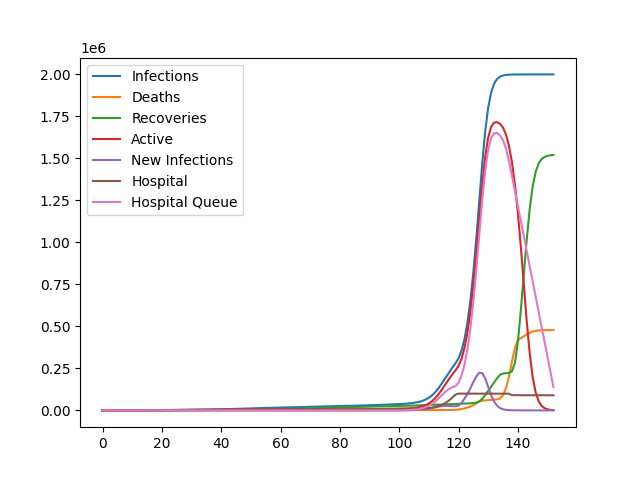 1e6
2.00
1.75
1.50
1.25
1.00
0.75
0.50
0.25
0.00
Infections
Deaths
Recoveries
Active
New Infections
Hospital
Hospital Queue
0 20 40 60 80 100 120 140